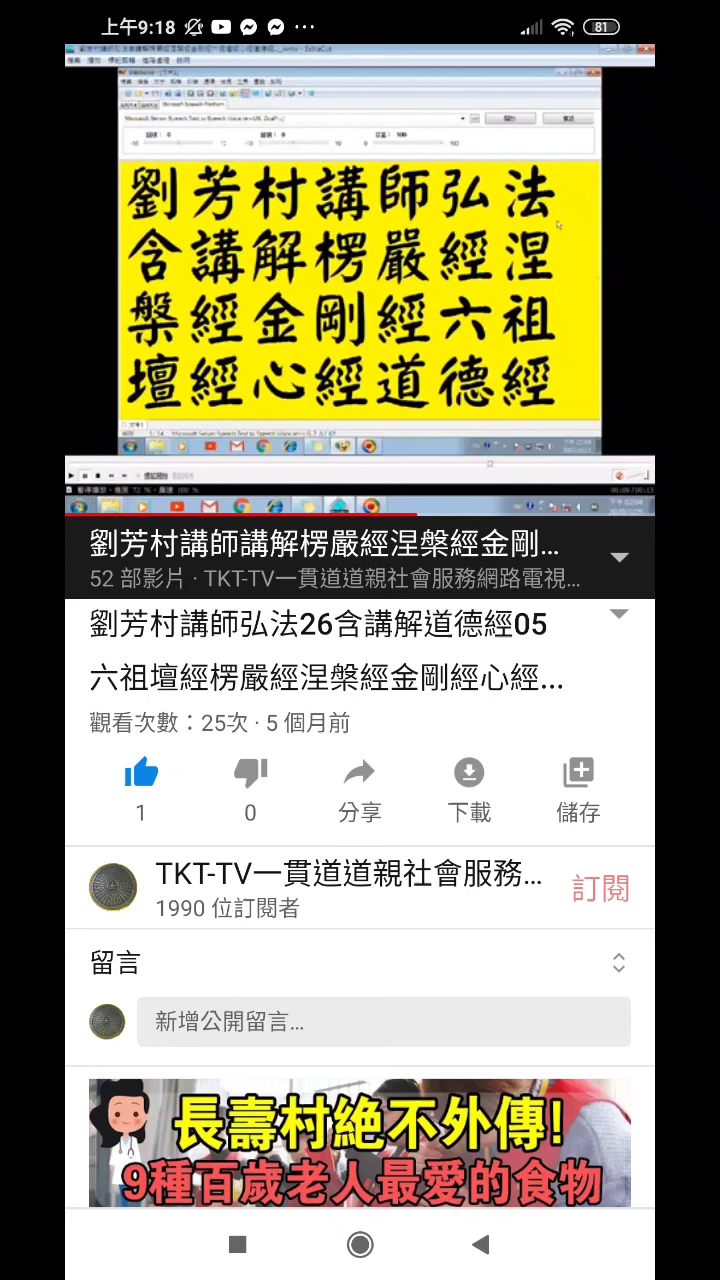 上午9:18
81
劉芳村講師弘法
含講解楞嚴經涅
槃經金剛經六祖
壇經心經道德經
劉芳村講師講解楞嚴經涅槃經金剛...
52 部影片 · TKT-TV一貫道道親社會服務網路電視...
劉芳村講師弘法26含講解道德經05
六祖壇經楞嚴經涅槃經金剛經心經...
觀看次數：25次 · 5 個月前
1
0
分享
下載
儲存
TKT-TV一貫道道親社會服務...
訂閱
1990 位訂閱者
留言
新增公開留言...
長壽村絕不外傳!
9種百歲老人最愛的食物